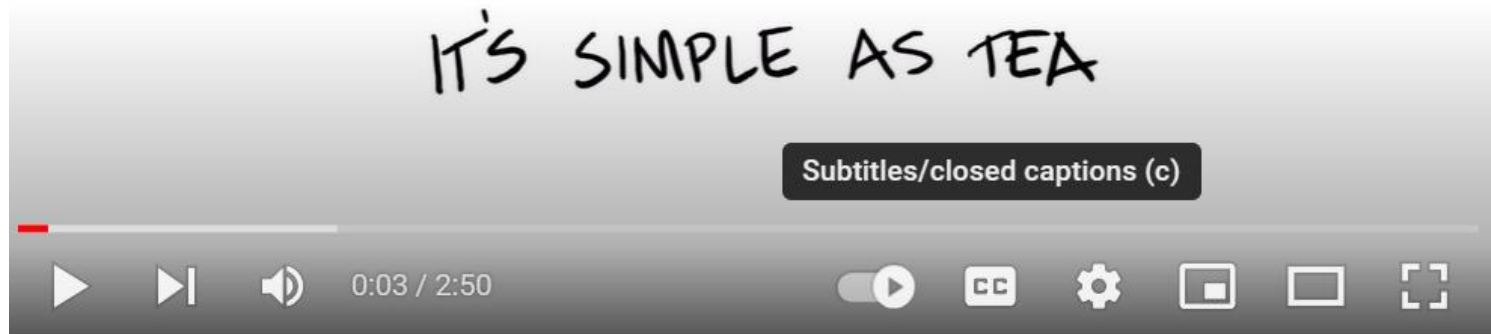 IT'S SIMPLE AS TEA
Subtitles/closed captions (c)
0:03 / 2:50
CC